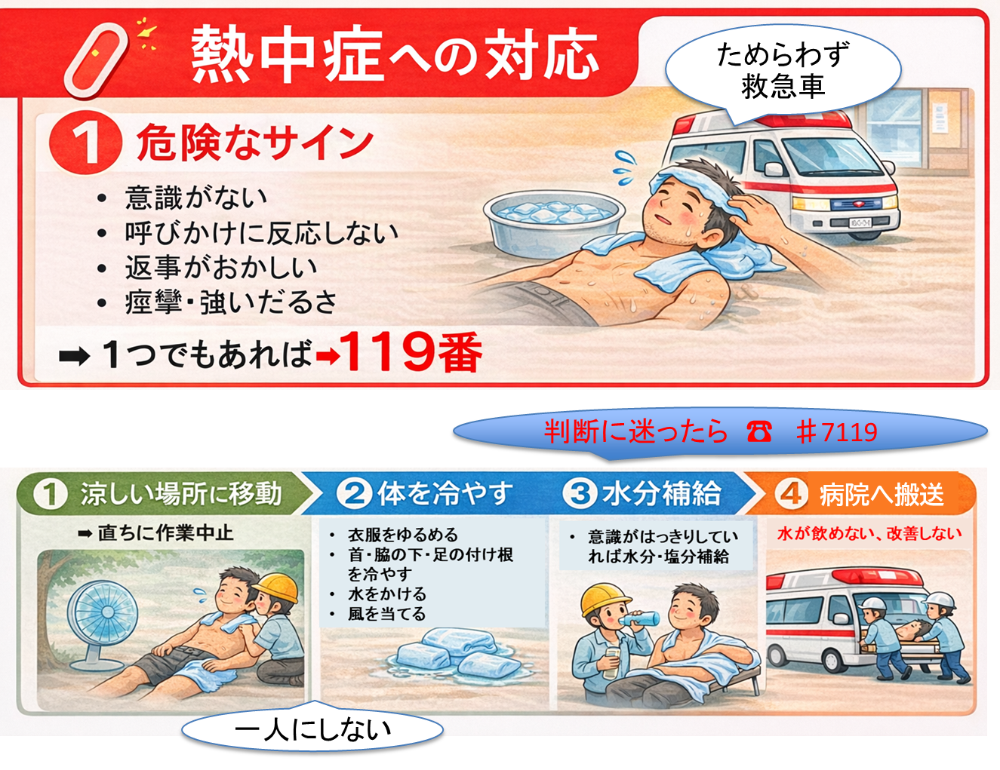 熱中症への対応
ためらわず
救急車
1 危険なサイン
• 意識がない
• 呼びかけに反応しない
• 返事がおかしい
• 痙攣・強いだるさ
➡ 1つでもあれば➡119番
判断に迷ったら ☎ ♯7119
1 涼しい場所に移動
➡ 直ちに作業中止
2 体を冷やす
• 衣服をゆるめる
• 首・脇の下・足の付け根
を冷やす
• 水をかける
• 風を当てる
3 水分補給
• 意識がはっきりしてい
れば水分・塩分補給
4 病院へ搬送
水が飲めない、改善しない
一人にしない